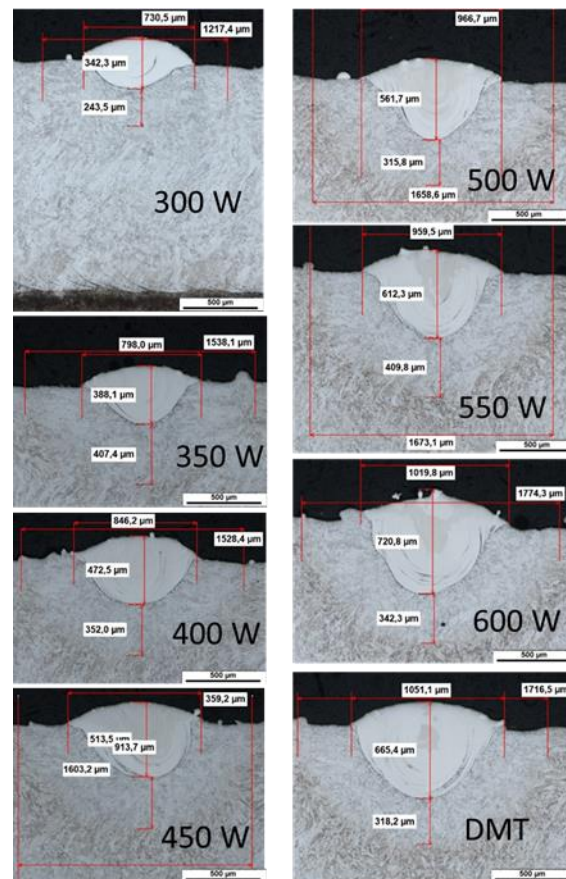 730,5 µm
1217,4 µm
342,3 µm
243,5 µm
300 W
500 µm
798,0 µm
1538,1 µm
388,1 µm
407,4 µm
350 W
500 µm
846,2 µm
1528,4 µm
472,5 µm
352,0 µm
400 W
500 µm
359,2 µm
513,5 µm
913,7 µm
1603,2 µm
450 W
500 µm
966,7 µm
561,7 µm
315,8 µm
500 W
1658,6 µm
500 µm
959,5 µm
612,3 µm
409,8 µm
550 W
1673,1 µm
500 µm
1019,8 µm
1774,3 µm
720,8 µm
342,3 µm
600 W
500 µm
1051,1 µm
1716,5 µm
665,4 µm
318,2 µm
DMT
500 µm